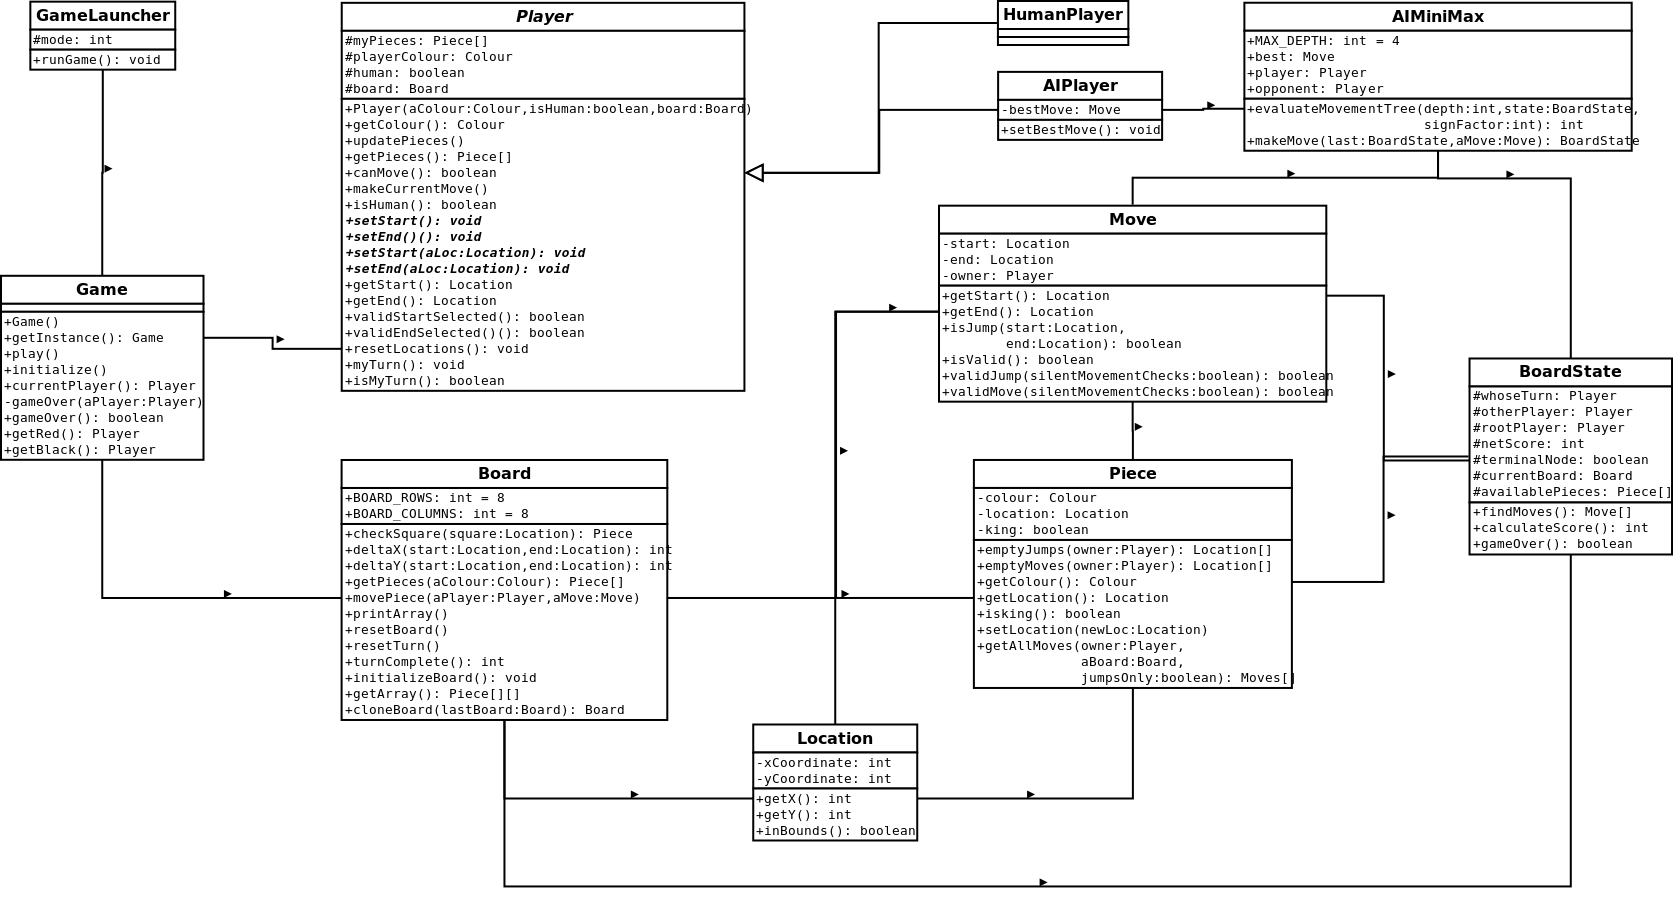 GameLauncher
#mode: int
+runGame(): void
Player
#myPieces: Piece[]
#playerColour: Colour
#human: boolean
#board: Board
+Player(aColour:Colour,isHuman:boolean,board:Board)
+getColour(): Colour
+updatePieces()
+getPieces(): Piece[]
+canMove(): boolean
+makeCurrentMove()
+isHuman(): boolean
+setStart(): void
+setEnd()(): void
+setStart(aLoc:Location): void
+setEnd(aLoc:Location): void
+getStart(): Location
+getEnd(): Location
+validStartSelected(): boolean
+validEndSelected()(): boolean
+resetLocations(): void
+myTurn(): void
+isMyTurn(): boolean
HumanPlayer
AIPlayer
-bestMove: Move
+setBestMove(): void
AIMiniMax
+MAX_DEPTH: int = 4
+best: Move
+player: Player
+opponent: Player
+evaluateMovementTree(depth:int,state:BoardState,
signFactor:int): int
+makeMove(last:BoardState,aMove:Move): BoardState
Game
+Game()
+getInstance(): Game
+play()
+initialize()
+currentPlayer(): Player
-gameOver(aPlayer:Player)
+gameOver(): boolean
+getRed(): Player
+getBlack(): Player
Move
-start: Location
-end: Location
-owner: Player
+getStart(): Location
+getEnd(): Location
+isJump(start:Location,
end:Location): boolean
+isValid(): boolean
+validJump(silentMovementChecks:boolean): boolean
+validMove(silentMovementChecks:boolean): boolean
BoardState
#whoseTurn: Player
#otherPlayer: Player
#rootPlayer: Player
#netScore: int
#terminalNode: boolean
#currentBoard: Board
#availablePieces: Piece[]
+findMoves(): Move[]
+calculateScore(): int
+gameOver(): boolean
Board
+BOARD_ROWS: int = 8
+BOARD_COLUMNS: int = 8
+checkSquare(square:Location): Piece
+deltaX(start:Location,end:Location): int
+deltaY(start:Location,end:Location): int
+getPieces(aColour:Colour): Piece[]
+movePiece(aPlayer:Player,aMove:Move)
+printArray()
+resetBoard()
+resetTurn()
+turnComplete(): int
+initializeBoard(): void
+getArray(): Piece[][]
+cloneBoard(lastBoard:Board): Board
Piece
-colour: Colour
-location: Location
-king: boolean
+emptyJumps(owner:Player): Location[]
+emptyMoves(owner:Player): Location[]
+getColour(): Colour
+getLocation(): Location
+isking(): boolean
+setLocation(newLoc:Location)
+getAllMoves(owner:Player,
aBoard:Board,
jumpsOnly:boolean): Moves[]
Location
-xCoordinate: int
-yCoordinate: int
+getX(): int
+getY(): int
+inBounds(): boolean